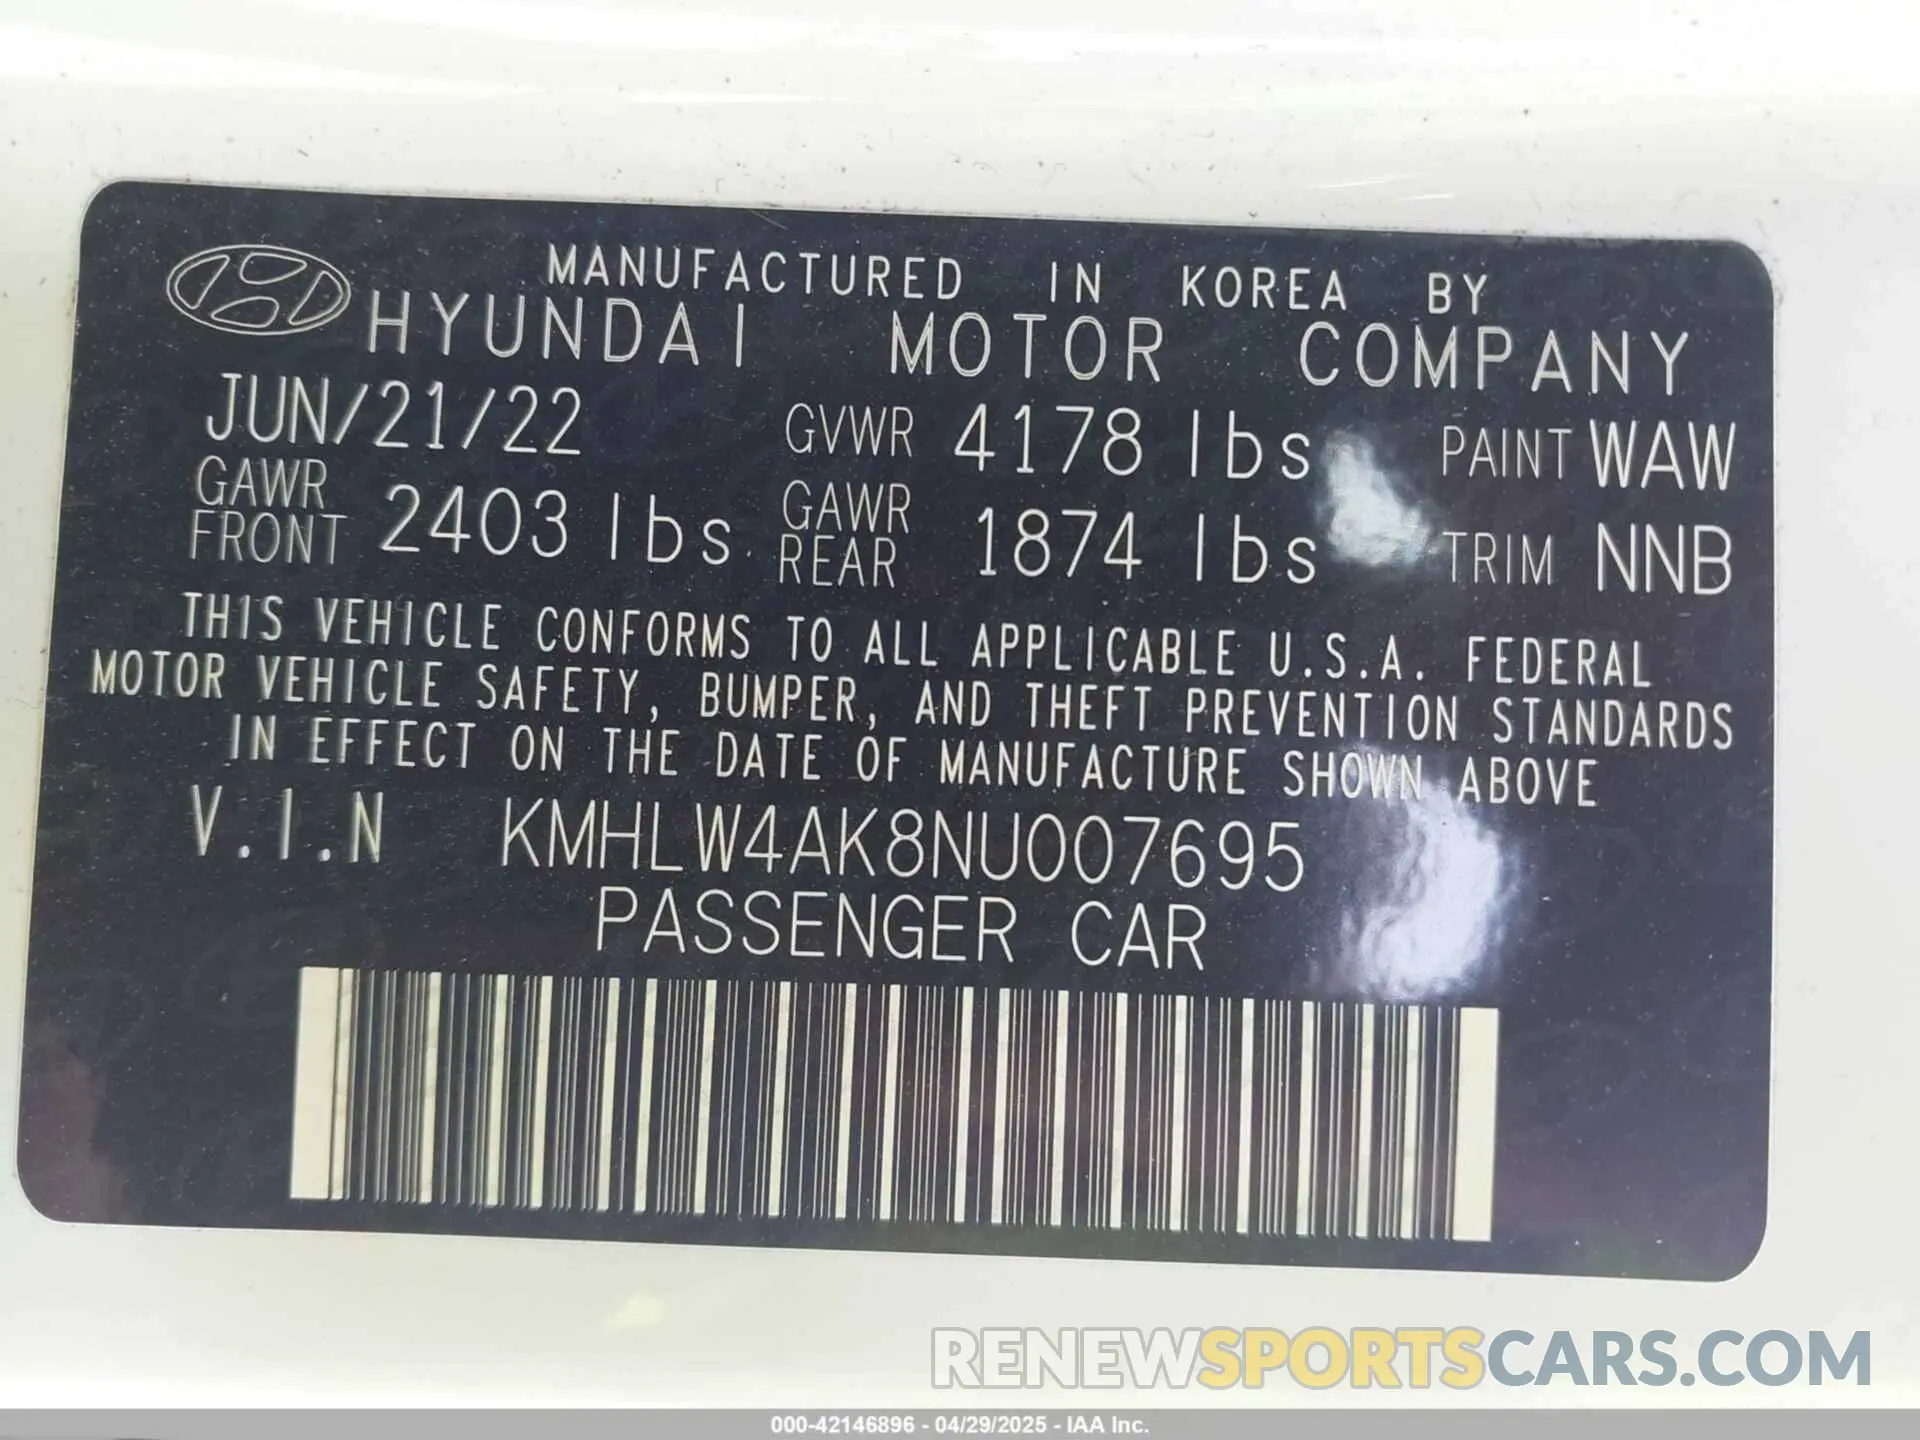 MANUFACTURED IN KOREA BY
HYUNDAI MOTOR COMPANY
JUN/21/22 GVWR 4178 lbs PAINT WAW
GAWR FRONT 2403 lbs GAWR REAR 1874 lbs TRIM NNB
THIS VEHICLE CONFORMS TO ALL APPLICABLE U.S.A. FEDERAL
MOTOR VEHICLE SAFETY, BUMPER, AND THEFT PREVENTION STANDARDS
IN EFFECT ON THE DATE OF MANUFACTURE SHOWN ABOVE
V.I.N KMHLW4AK8NU007695
PASSENGER CAR
RENEWSPORTSCARS.COM
000-42146896 - 04/29/2025 - IAA Inc.